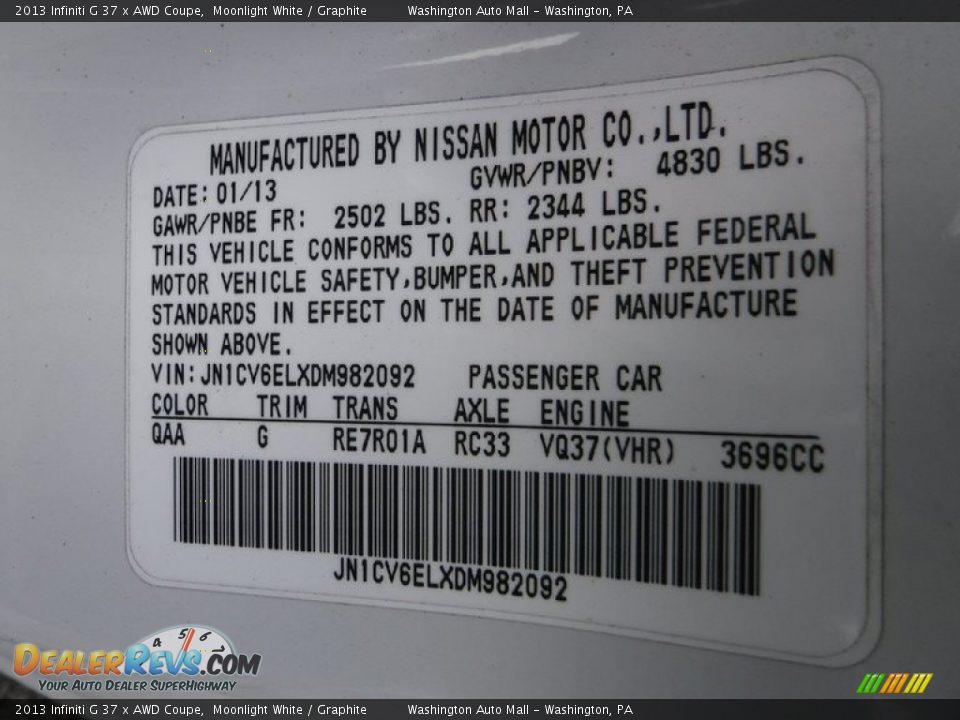 2013 Infiniti G 37 x AWD Coupe, Moonlight White / Graphite Washington Auto Mall - Washington, PA
MANUFACTURED BY NISSAN MOTOR CO.,LTD.
DATE: 01/13 GVWR/PNBV: 4830 LBS.
GAWR/PNBE FR: 2502 LBS. RR: 2344 LBS.
THIS VEHICLE CONFORMS TO ALL APPLICABLE FEDERAL
MOTOR VEHICLE SAFETY,BUMPER,AND THEFT PREVENTION
STANDARDS IN EFFECT ON THE DATE OF MANUFACTURE
SHOWN ABOVE.
VIN:JN1CV6ELXDM982092 PASSENGER CAR
COLOR TRIM TRANS AXLE ENGINE
QAA G RE7R01A RC33 VQ37(VHR) 3696CC
JN1CV6ELXDM982092
4 5 6
DEALERREVS.COM
YOUR AUTO DEALER SUPERHIGHWAY
2013 Infiniti G 37 x AWD Coupe, Moonlight White / Graphite Washington Auto Mall - Washington, PA